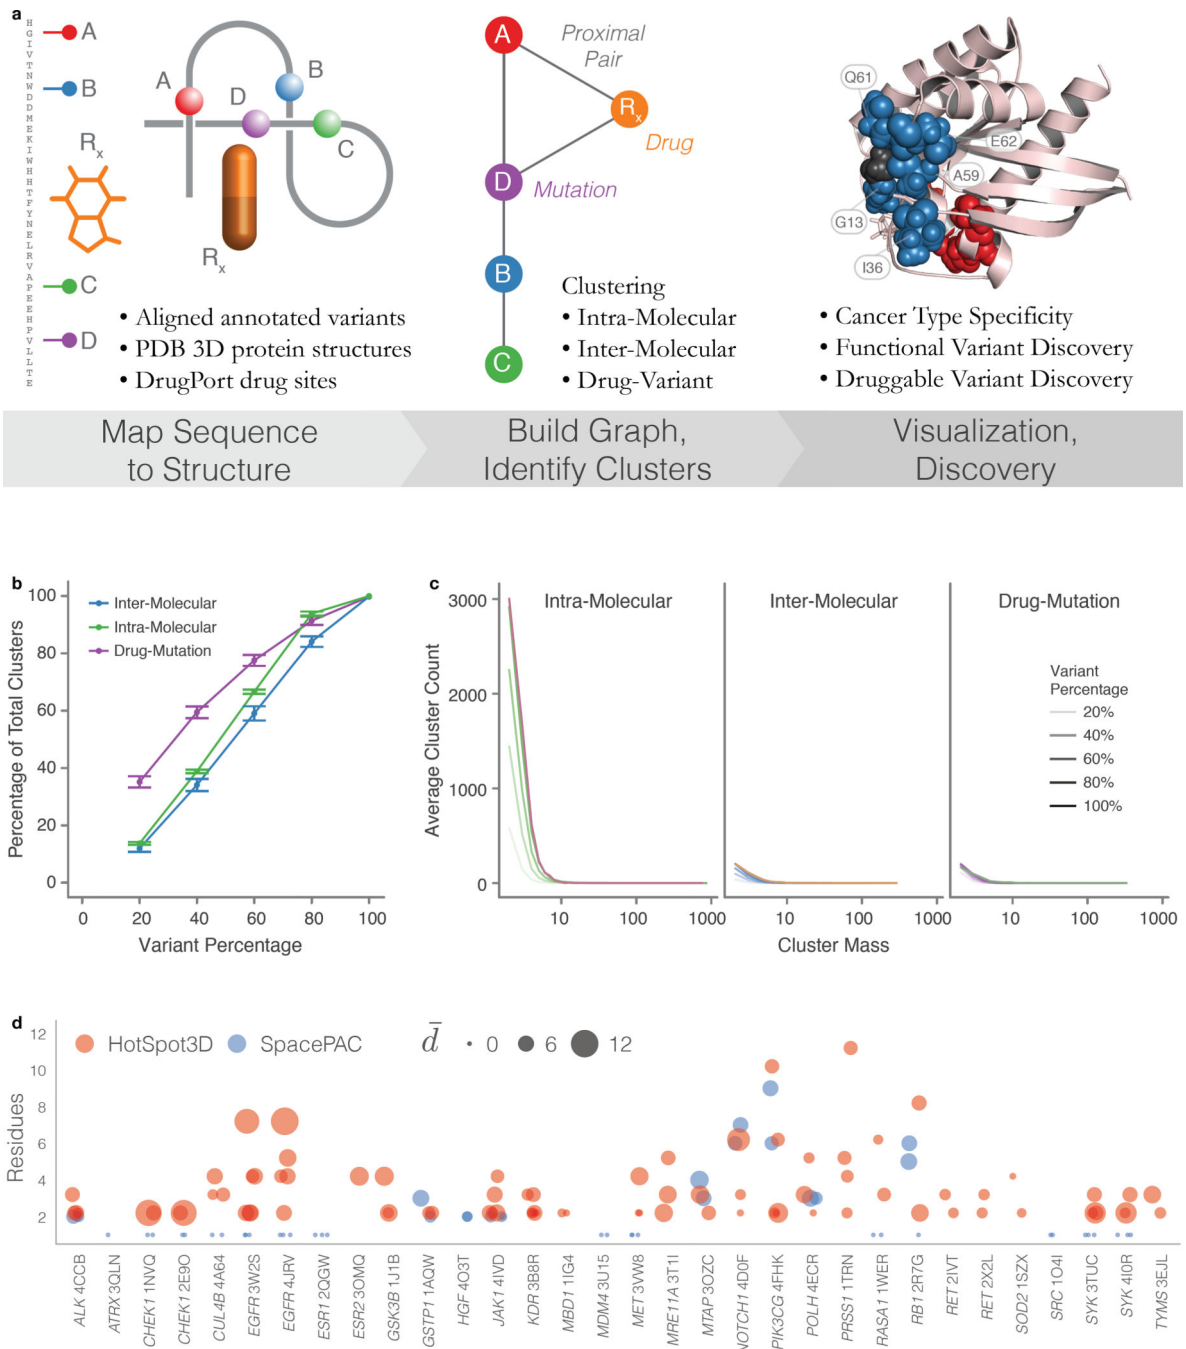 a
H
G
I
V
T
N
W
D
D
M
E
K
I
W
H
H
T
F
Y
N
E
L
R
V
A
P
E
E
H
P
V
L
L
T
E
A
B
Rx
C
D
A
B
D
C
Rx
• Aligned annotated variants
• PDB 3D protein structures
• DrugPort drug sites
A
Proximal
Pair
Rx
Drug
D
Mutation
B
C
Clustering
• Intra-Molecular
• Inter-Molecular
• Drug-Variant
Q61
E62
A59
G13
I36
• Cancer Type Specificity
• Functional Variant Discovery
• Druggable Variant Discovery
Map Sequence
to Structure
Build Graph,
Identify Clusters
Visualization,
Discovery
b
Percentage of Total Clusters
100
80
60
40
20
0
Inter-Molecular
Intra-Molecular
Drug-Mutation
0 20 40 60 80 100
Variant Percentage
c
Average Cluster Count
3000
2000
1000
0
Intra-Molecular
Inter-Molecular
Drug-Mutation
Variant
Percentage
20%
40%
60%
80%
100%
10 100 1000
10 100 1000
10 100 1000
Cluster Mass
d
Residues
12
10
8
6
4
2
HotSpot3D
SpacePAC
d̄
0
6
12
ALK 4CCB
ATRX 3QLN
CHEK1 1NVQ
CHEK1 2E9O
CUL4B 4A64
EGFR 3W2S
EGFR 4JRV
ESR1 2QGW
ESR2 3OMQ
GSK3B 1J1B
GSTP1 1AQW
HGF 4O3T
JAK1 4IVD
KDR 3B8R
MBD1 1IG4
MDM4 3U15
MET 3VW8
MRE11A 3T1I
MTAP 3OZC
NOTCH1 4D0F
PIK3CG 4FHK
POLH 4ECR
PRSS1 1TRN
RASA1 1WER
RB1 2R7G
RET 2IVT
RET 2X2L
SOD2 1SZX
SRC 1O4I
SYK 3TUC
SYK 4I0R
TYMS 3EJL